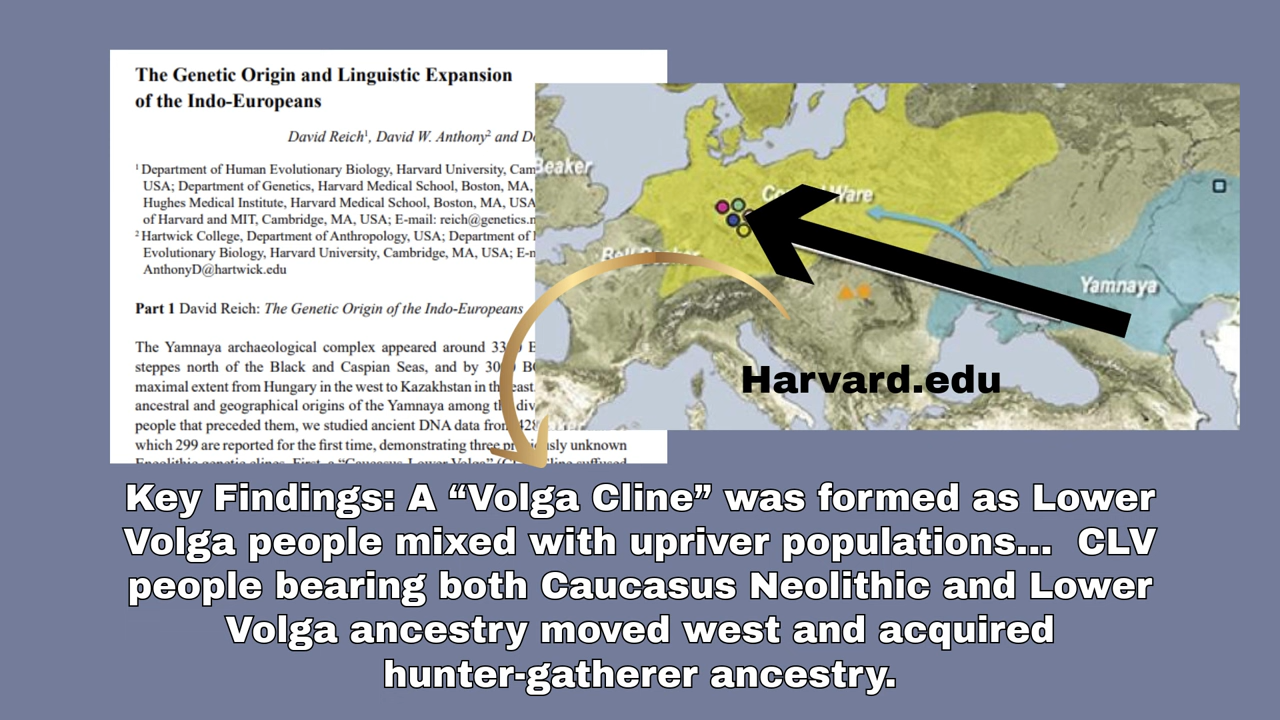 The Genetic Origin and Linguistic Expansion
of the Indo-Europeans
David Reich¹, David W. Anthony² and
¹ Department of Human Evolutionary Biology, Harvard University,
USA; Department of Genetics, Harvard Medical School, Boston, MA,
Hughes Medical Institute, Harvard Medical School, Boston, MA, USA
of Harvard and MIT, Cambridge, MA, USA; E-mail:
² Hartwick College, Department of Anthropology, USA; Department of
Evolutionary Biology, Harvard University, Cambridge, MA, USA;
AnthonyD@hartwick.edu
Part 1 David Reich: The Genetic Origin of the Indo-Europeans
The Yamnaya archaeological complex appeared around
steppes north of the Black and Caspian Seas, and by
maximal extent from Hungary in the west to Kazakhstan in the east.
ancestral and geographical origins of the Yamnaya among the
people that preceded them, we studied ancient DNA data from 428
which 299 are reported for the first time, demonstrating three previously unknown
Beaker
Ware
Bell Beaker
Yamnaya
Harvard.edu
Key Findings: A “Volga Cline” was formed as Lower
Volga people mixed with upriver populations... CLV
people bearing both Caucasus Neolithic and Lower
Volga ancestry moved west and acquired
hunter-gatherer ancestry.